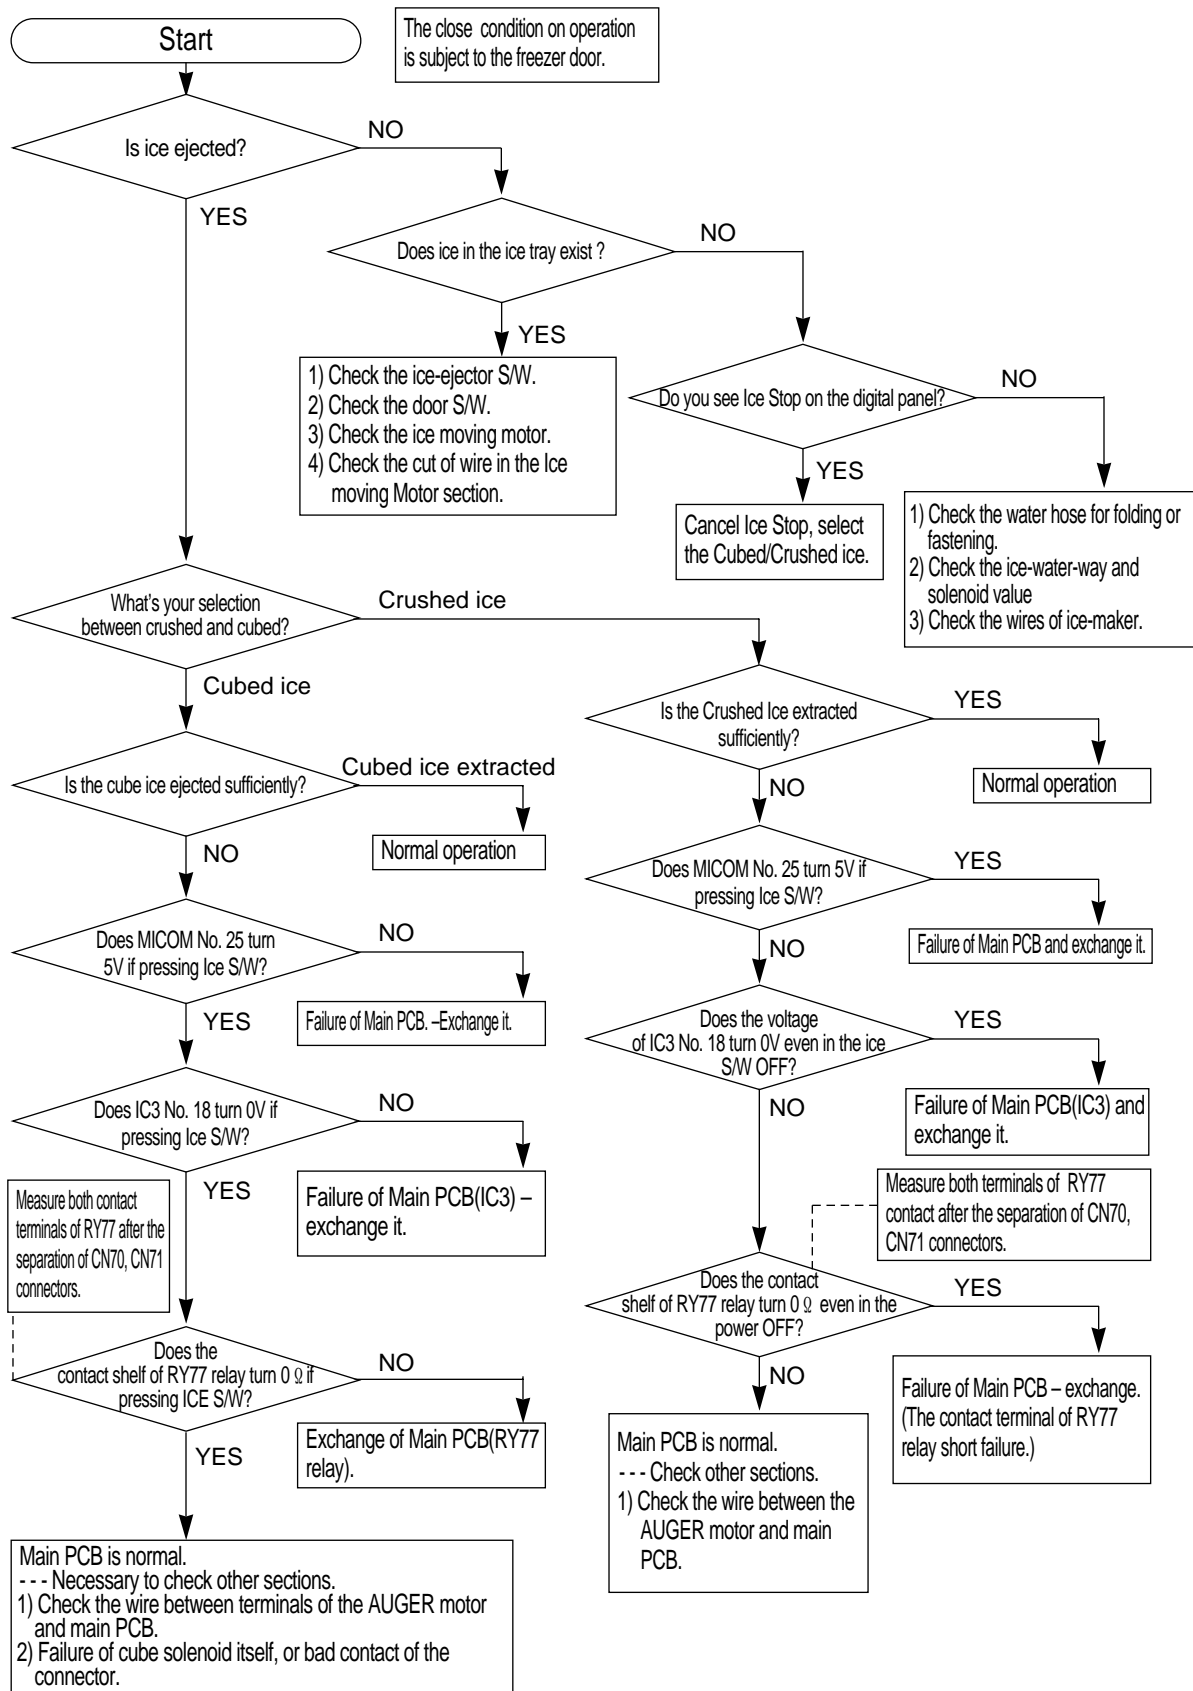 Start
The close condition on operation
is subject to the freezer door.
Is ice ejected?
NO
YES
Does ice in the ice tray exist ?
NO
YES
1) Check the ice-ejector S/W.
2) Check the door S/W.
3) Check the ice moving motor.
4) Check the cut of wire in the Ice
moving Motor section.
Do you see Ice Stop on the digital panel?
NO
YES
Cancel Ice Stop, select
the Cubed/Crushed ice.
1) Check the water hose for folding or
fastening.
2) Check the ice-water-way and
solenoid value
3) Check the wires of ice-maker.
What's your selection
between crushed and cubed?
Crushed ice
Cubed ice
Is the cube ice ejected sufficiently?
Cubed ice extracted
Normal operation
NO
Does MICOM No. 25 turn
5V if pressing Ice S/W?
NO
Failure of Main PCB. –Exchange it.
YES
Does IC3 No. 18 turn 0V if
pressing Ice S/W?
NO
Failure of Main PCB(IC3) –
exchange it.
YES
Measure both contact
terminals of RY77 after the
separation of CN70, CN71
connectors.
Does the
contact shelf of RY77 relay turn 0 Ω if
pressing ICE S/W?
NO
Exchange of Main PCB(RY77
relay).
YES
Main PCB is normal.
- - - Necessary to check other sections.
1) Check the wire between terminals of the AUGER motor
and main PCB.
2) Failure of cube solenoid itself, or bad contact of the
connector.
Is the Crushed Ice extracted
sufficiently?
YES
Normal operation
NO
Does MICOM No. 25 turn 5V if
pressing Ice S/W?
YES
Failure of Main PCB and exchange it.
NO
Does the voltage
of IC3 No. 18 turn 0V even in the ice
S/W OFF?
YES
Failure of Main PCB(IC3) and
exchange it.
NO
Measure both terminals of RY77
contact after the separation of CN70,
CN71 connectors.
Does the contact
shelf of RY77 relay turn 0 Ω even in the
power OFF?
YES
Failure of Main PCB – exchange.
(The contact terminal of RY77
relay short failure.)
NO
Main PCB is normal.
- - - Check other sections.
1) Check the wire between the
AUGER motor and main
PCB.